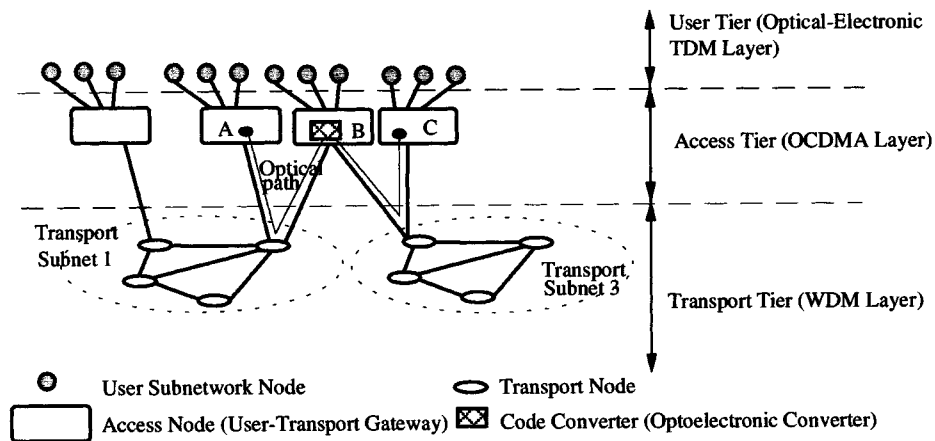 User Tier (Optical-Electronic
TDM Layer)
A
B
C
Access Tier (OCDMA Layer)
Optical
path
Transport
Subnet 1
Transport
Subnet 3
Transport Tier (WDM Layer)
User Subnetwork Node
Transport Node
Access Node (User-Transport Gateway)
Code Converter (Optoelectronic Converter)